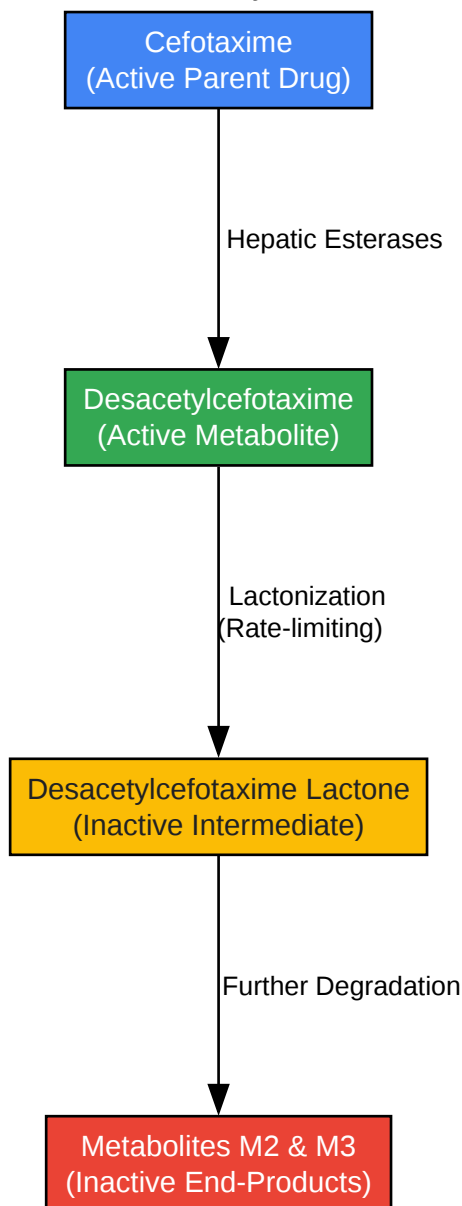 Cefotaxime
(Active Parent Drug)
Hepatic Esterases
Desacetylcefotaxime
(Active Metabolite)
Lactonization
(Rate-limiting)
Desacetylcefotaxime Lactone
(Inactive Intermediate)
Further Degradation
Metabolites M2 & M3
(Inactive End-Products)